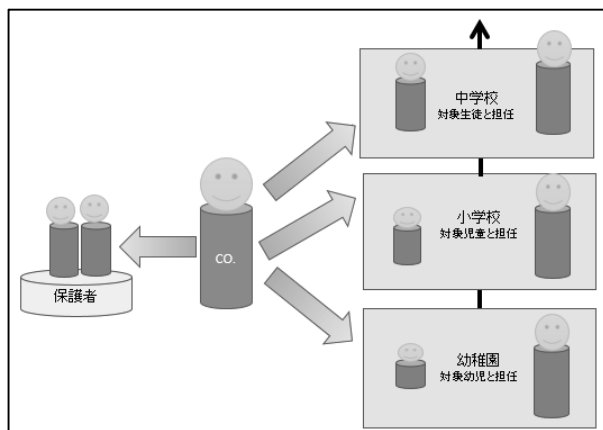 中学校
対象生徒と担任
小学校
対象児童と担任
CO.
保護者
幼稚園
対象幼児と担任